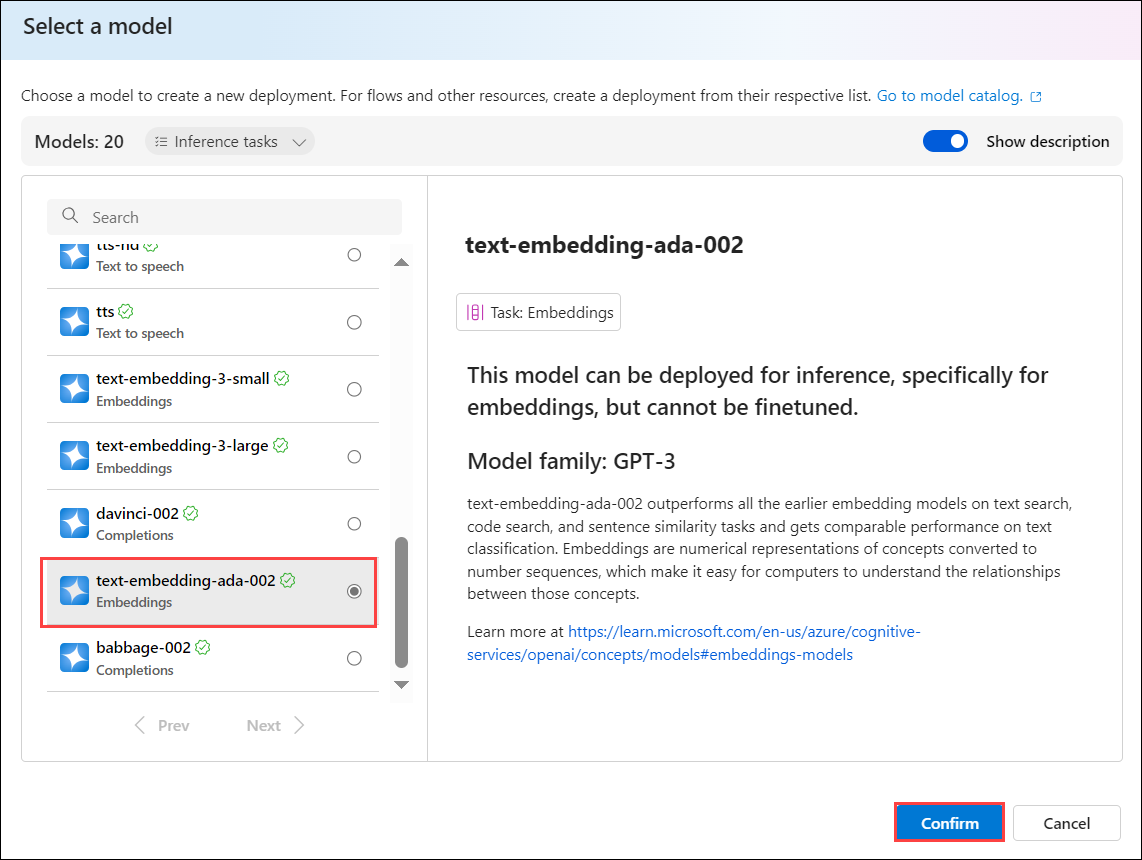 Select a model
Choose a model to create a new deployment. For flows and other resources, create a deployment from their respective list. Go to model catalog.
Models: 20
Inference tasks
Show description
Search
tts-hd
Text to speech
tts
Text to speech
text-embedding-3-small
Embeddings
text-embedding-3-large
Embeddings
davinci-002
Completions
text-embedding-ada-002
Embeddings
babbage-002
Completions
Prev
Next
text-embedding-ada-002
Task: Embeddings
This model can be deployed for inference, specifically for
embeddings, but cannot be finetuned.
Model family: GPT-3
text-embedding-ada-002 outperforms all the earlier embedding models on text search,
code search, and sentence similarity tasks and gets comparable performance on text
classification. Embeddings are numerical representations of concepts converted to
number sequences, which make it easy for computers to understand the relationships
between those concepts.
Learn more at https://learn.microsoft.com/en-us/azure/cognitive-
services/openai/concepts/models#embeddings-models
Confirm
Cancel